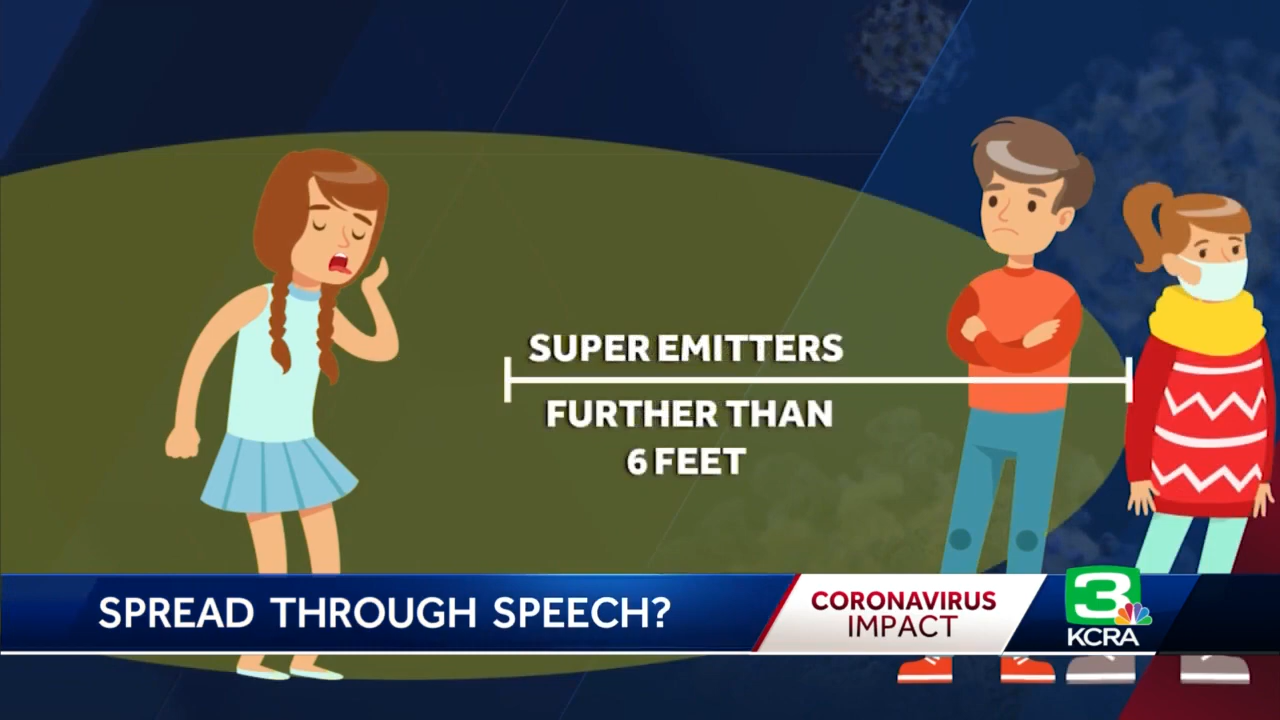 SUPER EMITTERS
FURTHER THAN
6 FEET
SPREAD THROUGH SPEECH?
CORONAVIRUS
IMPACT
3
KCRA